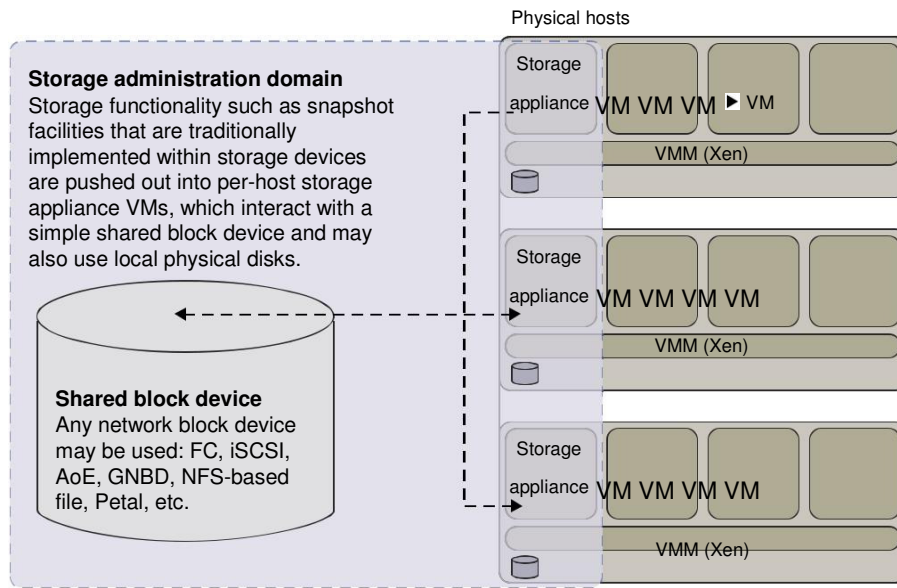 Physical hosts
Storage administration domain
Storage functionality such as snapshot
facilities that are traditionally
implemented within storage devices
are pushed out into per-host storage
appliance VMs, which interact with a
simple shared block device and may
also use local physical disks.
Shared block device
Any network block device
may be used: FC, iSCSI,
AoE, GNBD, NFS-based
file, Petal, etc.
Storage
appliance VM VM VM VM
VMM (Xen)
Storage
appliance VM VM VM VM
VMM (Xen)
Storage
appliance VM VM VM VM
VMM (Xen)